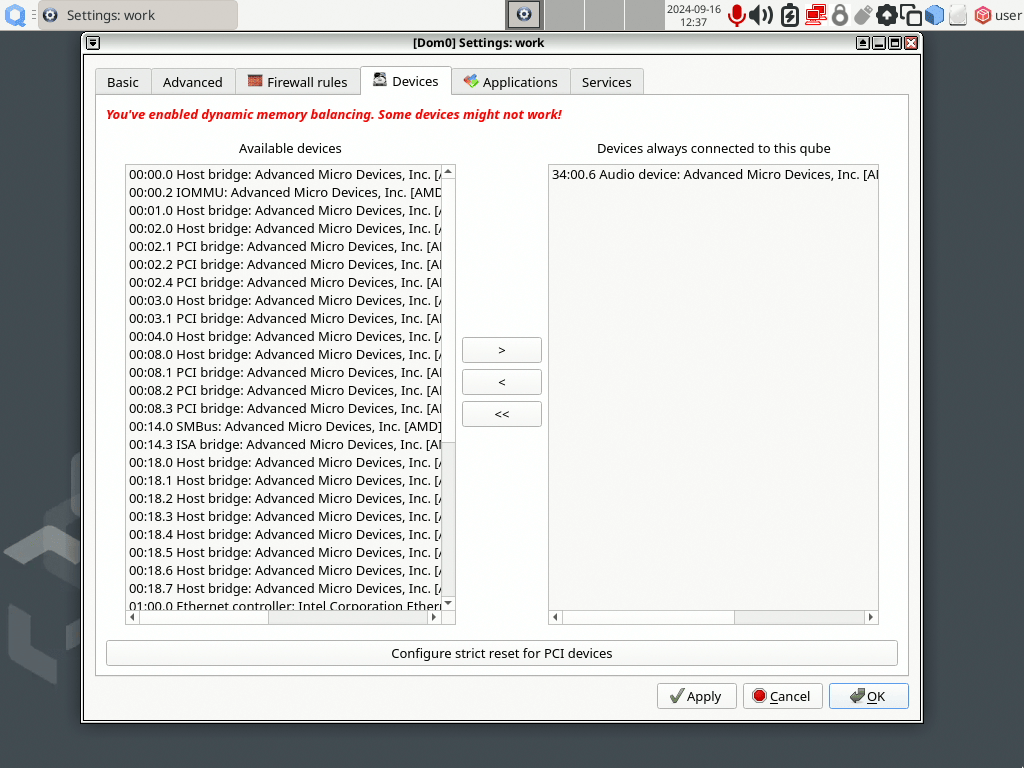 Settings: work
2024-09-16
12:37
user
[Dom0] Settings: work
Basic
Advanced
Firewall rules
Devices
Applications
Services
You've enabled dynamic memory balancing. Some devices might not work!
Available devices
00:00.0 Host bridge: Advanced Micro Devices, Inc. [
00:00.2 IOMMU: Advanced Micro Devices, Inc. [AMD
00:01.0 Host bridge: Advanced Micro Devices, Inc. [
00:02.0 Host bridge: Advanced Micro Devices, Inc. [
00:02.1 PCI bridge: Advanced Micro Devices, Inc. [A
00:02.2 PCI bridge: Advanced Micro Devices, Inc. [A
00:02.4 PCI bridge: Advanced Micro Devices, Inc. [A
00:03.0 Host bridge: Advanced Micro Devices, Inc. [
00:03.1 PCI bridge: Advanced Micro Devices, Inc. [A
00:04.0 Host bridge: Advanced Micro Devices, Inc. [
00:08.0 Host bridge: Advanced Micro Devices, Inc. [
00:08.1 PCI bridge: Advanced Micro Devices, Inc. [A
00:08.2 PCI bridge: Advanced Micro Devices, Inc. [A
00:08.3 PCI bridge: Advanced Micro Devices, Inc. [A
00:14.0 SMBus: Advanced Micro Devices, Inc. [AMD]
00:14.3 ISA bridge: Advanced Micro Devices, Inc. [A
00:18.0 Host bridge: Advanced Micro Devices, Inc. [
00:18.1 Host bridge: Advanced Micro Devices, Inc. [
00:18.2 Host bridge: Advanced Micro Devices, Inc. [
00:18.3 Host bridge: Advanced Micro Devices, Inc. [
00:18.4 Host bridge: Advanced Micro Devices, Inc. [
00:18.5 Host bridge: Advanced Micro Devices, Inc. [
00:18.6 Host bridge: Advanced Micro Devices, Inc. [
00:18.7 Host bridge: Advanced Micro Devices, Inc. [
01:00.0 Ethernet controller: Intel Corporation Ether
>
<
<<
Devices always connected to this qube
34:00.6 Audio device: Advanced Micro Devices, Inc. [A
Configure strict reset for PCI devices
Apply
Cancel
OK